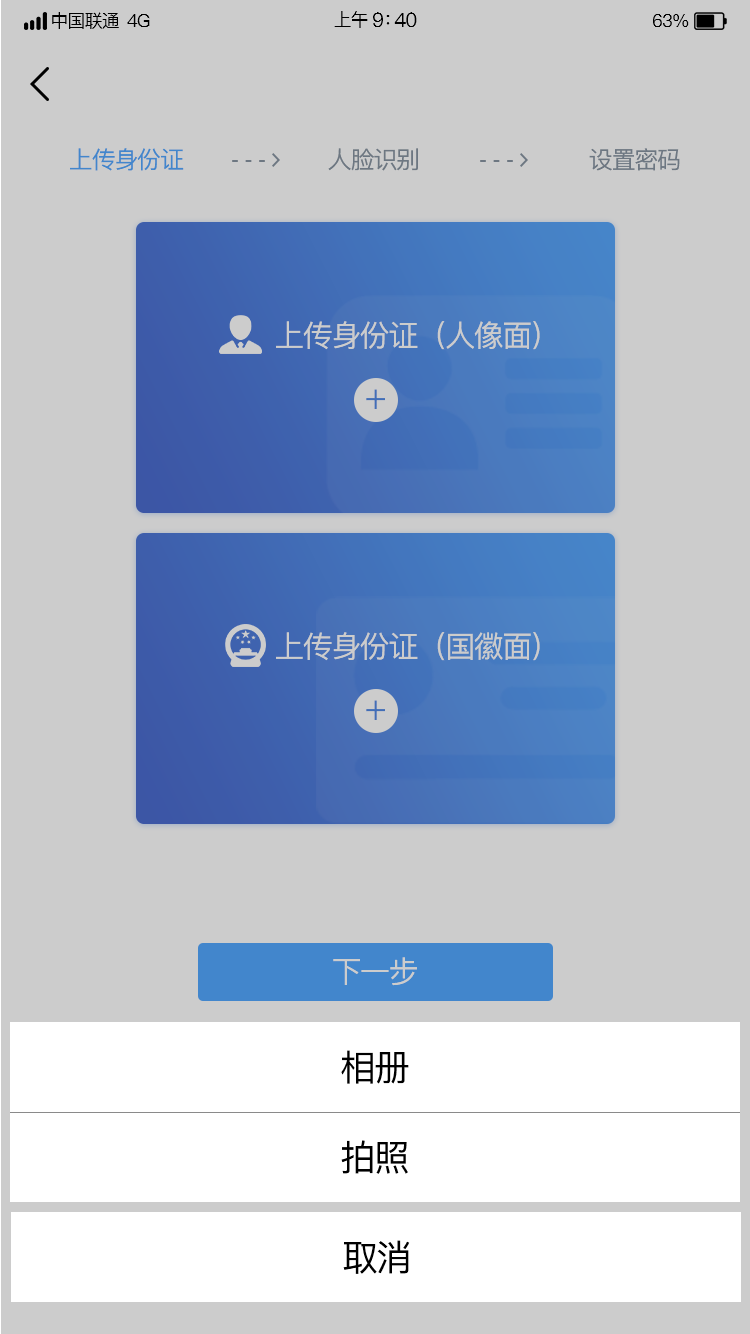 中国联通 4G 上午 9:40 63%
上传身份证 ---> 人脸识别 ---> 设置密码
上传身份证（人像面）
+
上传身份证（国徽面）
+
下一步
相册
拍照
取消